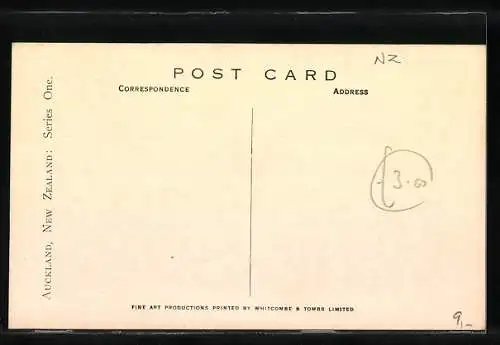 NZ
POST CARD
CORRESPONDENCE
ADDRESS
AUCKLAND, NEW ZEALAND: Series One.
3.00
FINE ART PRODUCTIONS PRINTED BY WHITCOMBE & TOMBS LIMITED
9,-